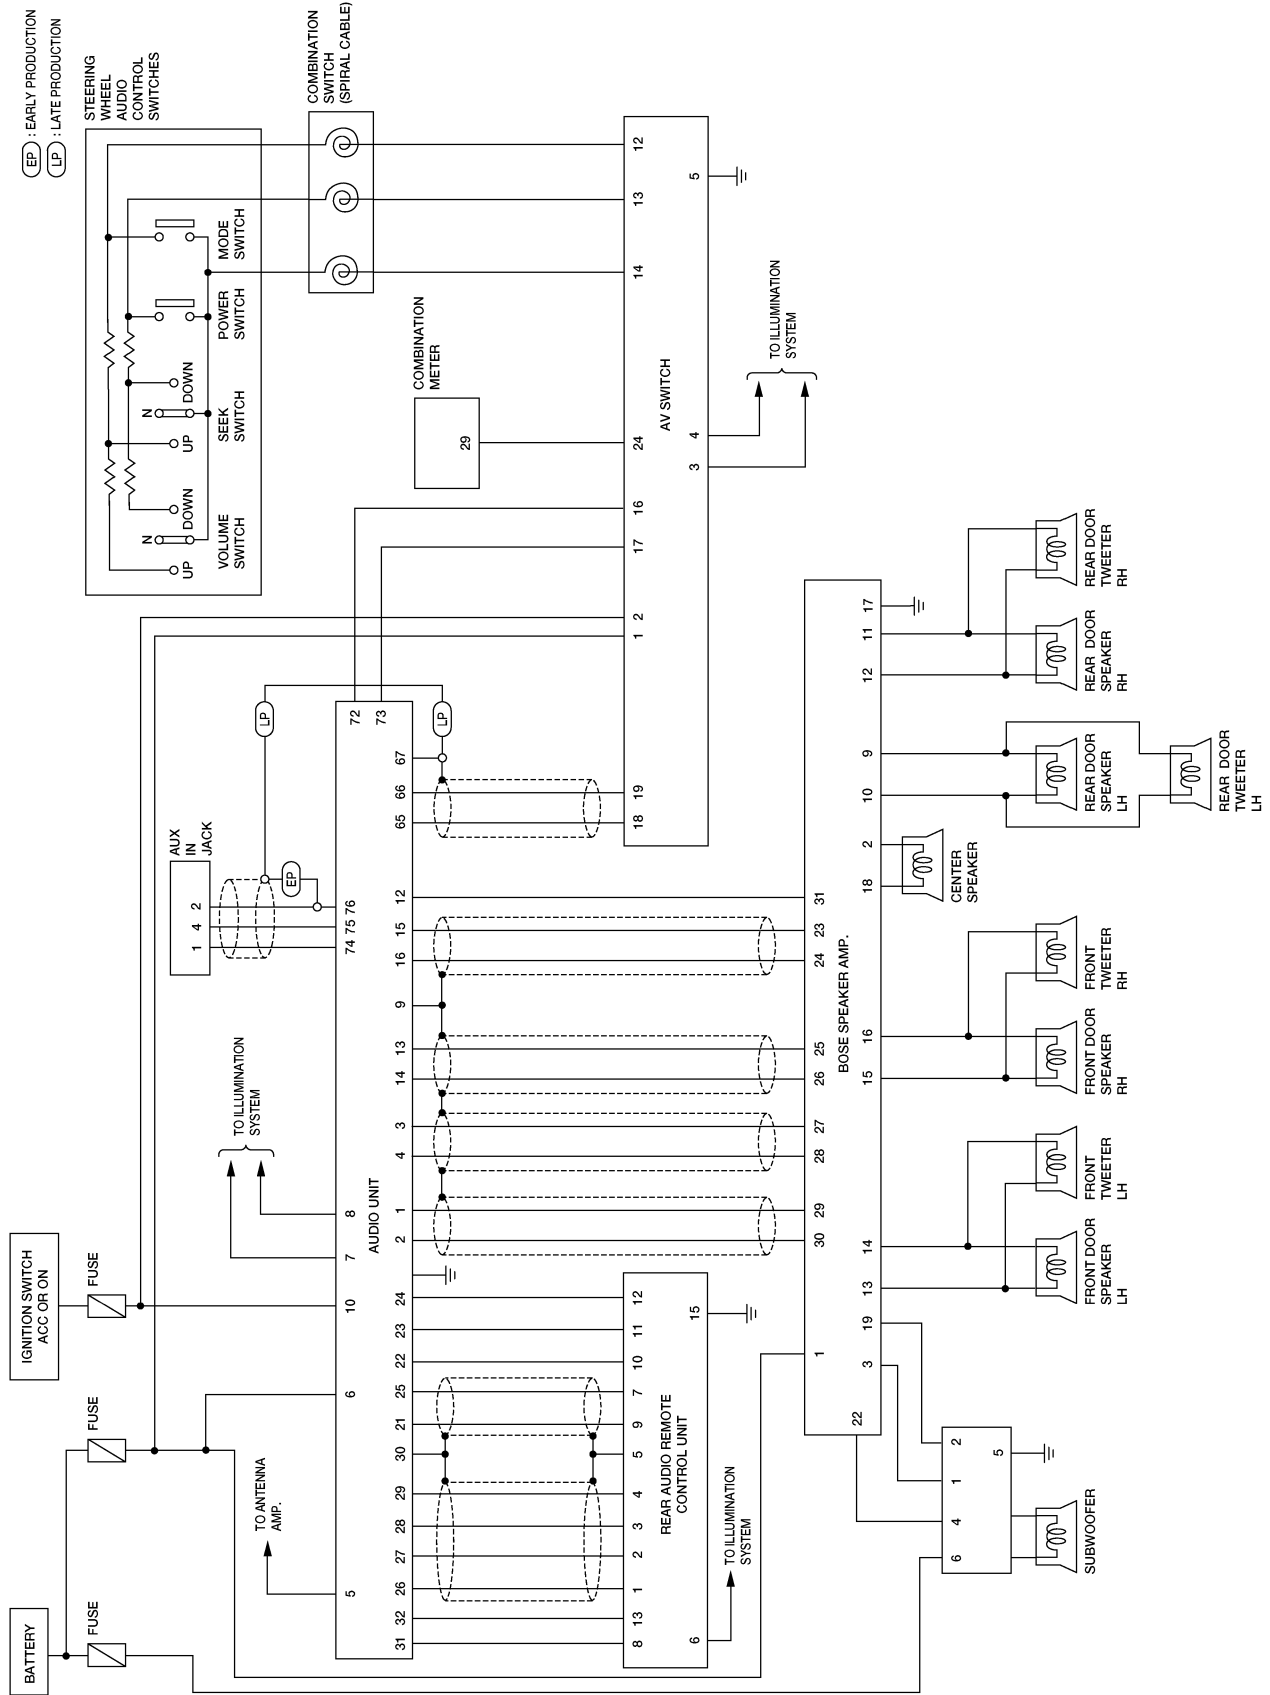 EP : EARLY PRODUCTION
LP : LATE PRODUCTION
STEERING
WHEEL
AUDIO
CONTROL
SWITCHES
UP
N
DOWN
VOLUME
SWITCH
UP
N
DOWN
SEEK
SWITCH
POWER
SWITCH
MODE
SWITCH
COMBINATION
SWITCH
(SPIRAL CABLE)
COMBINATION
METER
29
BATTERY
FUSE
FUSE
IGNITION SWITCH
ACC OR ON
FUSE
TO ANTENNA
AMP.
TO ILLUMINATION
SYSTEM
AUX
IN
JACK
1 4 2
EP
LP
LP
5 6 10 7 8 74 75 76 72 73
AUDIO UNIT
31 32 26 27 28 29 30 21 25 22 23 24 2 1 4 3 14 13 9 16 15 12 65 66 67
8 13 1 2 3 4 5 9 7 10 11 12
REAR AUDIO REMOTE
CONTROL UNIT
6 15
TO ILLUMINATION
SYSTEM
18 19 1 2 17 16 24 14 13 12
AV SWITCH
3 4 5
TO ILLUMINATION
SYSTEM
1 30 29 28 27 26 25 24 23 31
BOSE SPEAKER AMP.
22 3 19 13 14 15 16 18 2 10 9 12 11 17
6 4 1 2
5
SUBWOOFER
FRONT DOOR
SPEAKER
LH
FRONT
TWEETER
LH
FRONT DOOR
SPEAKER
RH
FRONT
TWEETER
RH
CENTER
SPEAKER
REAR DOOR
SPEAKER
LH
REAR DOOR
TWEETER
LH
REAR DOOR
SPEAKER
RH
REAR DOOR
TWEETER
RH